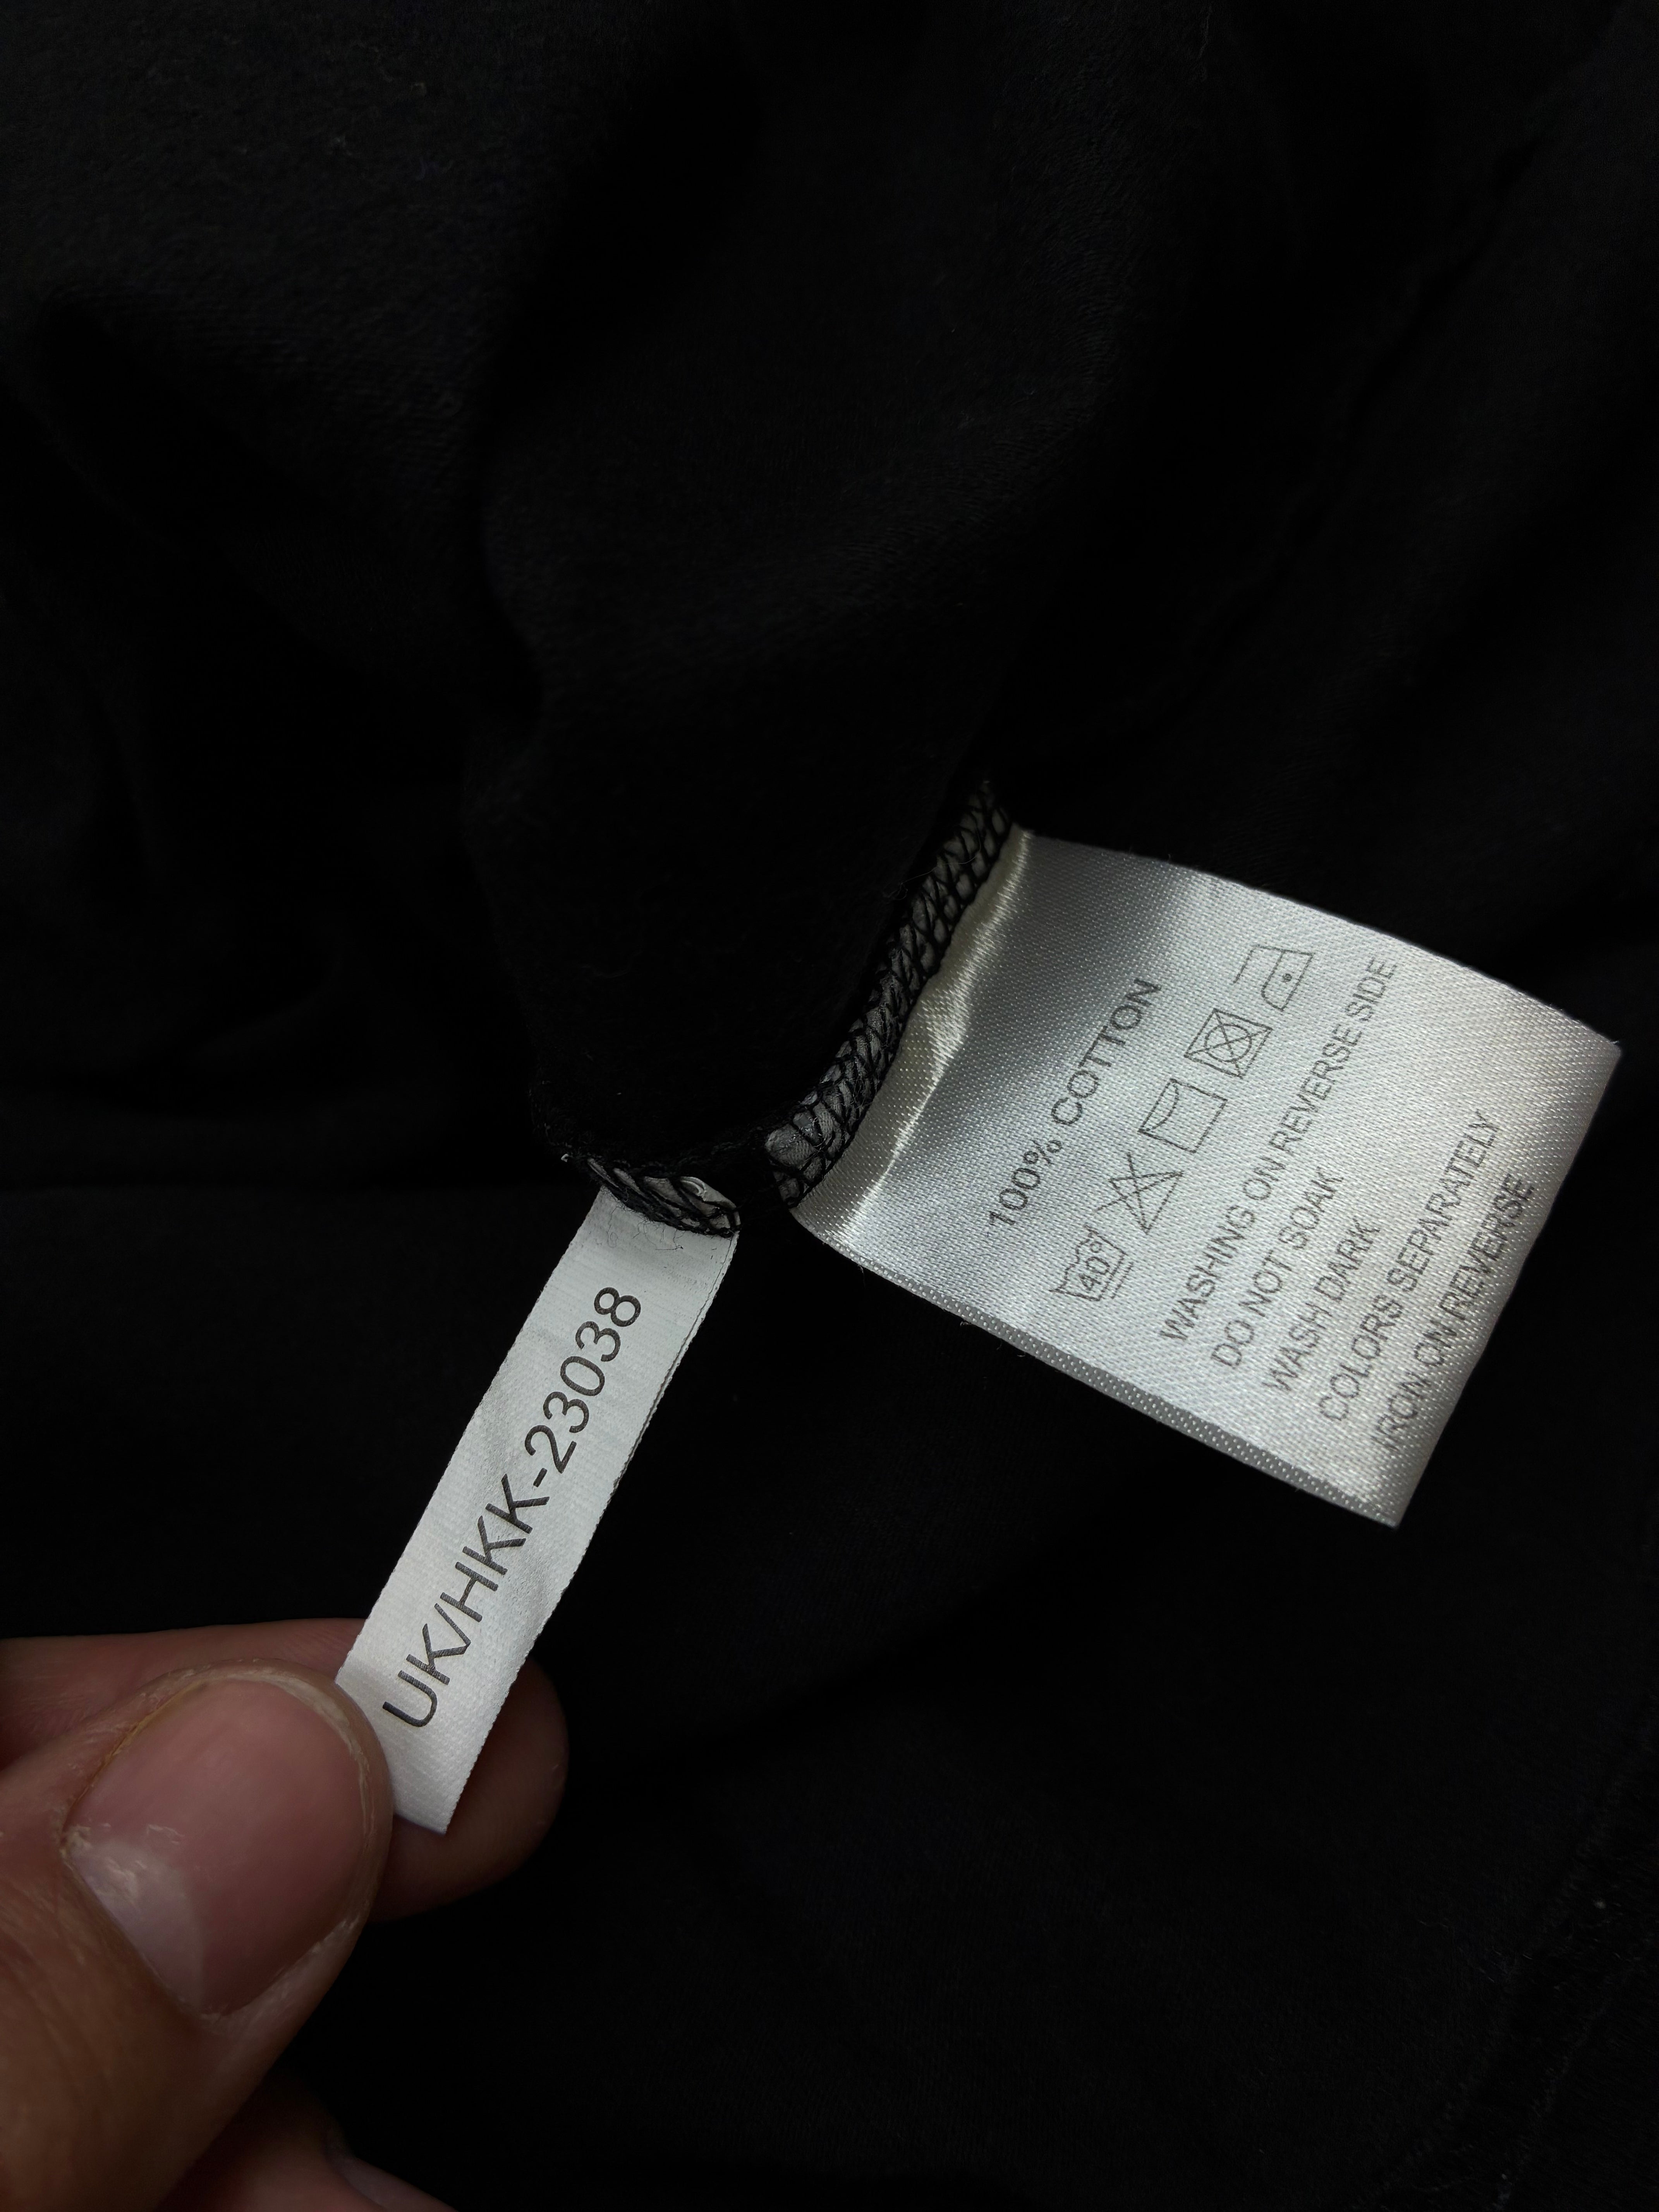 UK/HKK-23038
100% COTTON
40°
WASHING ON REVERSE SIDE
DO NOT SOAK
WASH DARK
COLORS SEPARATELY
IRON ON REVERSE